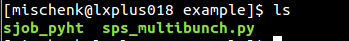 [mischenk@lxplus018 example]$ ls
sjob_pyht  sps_multibunch.py